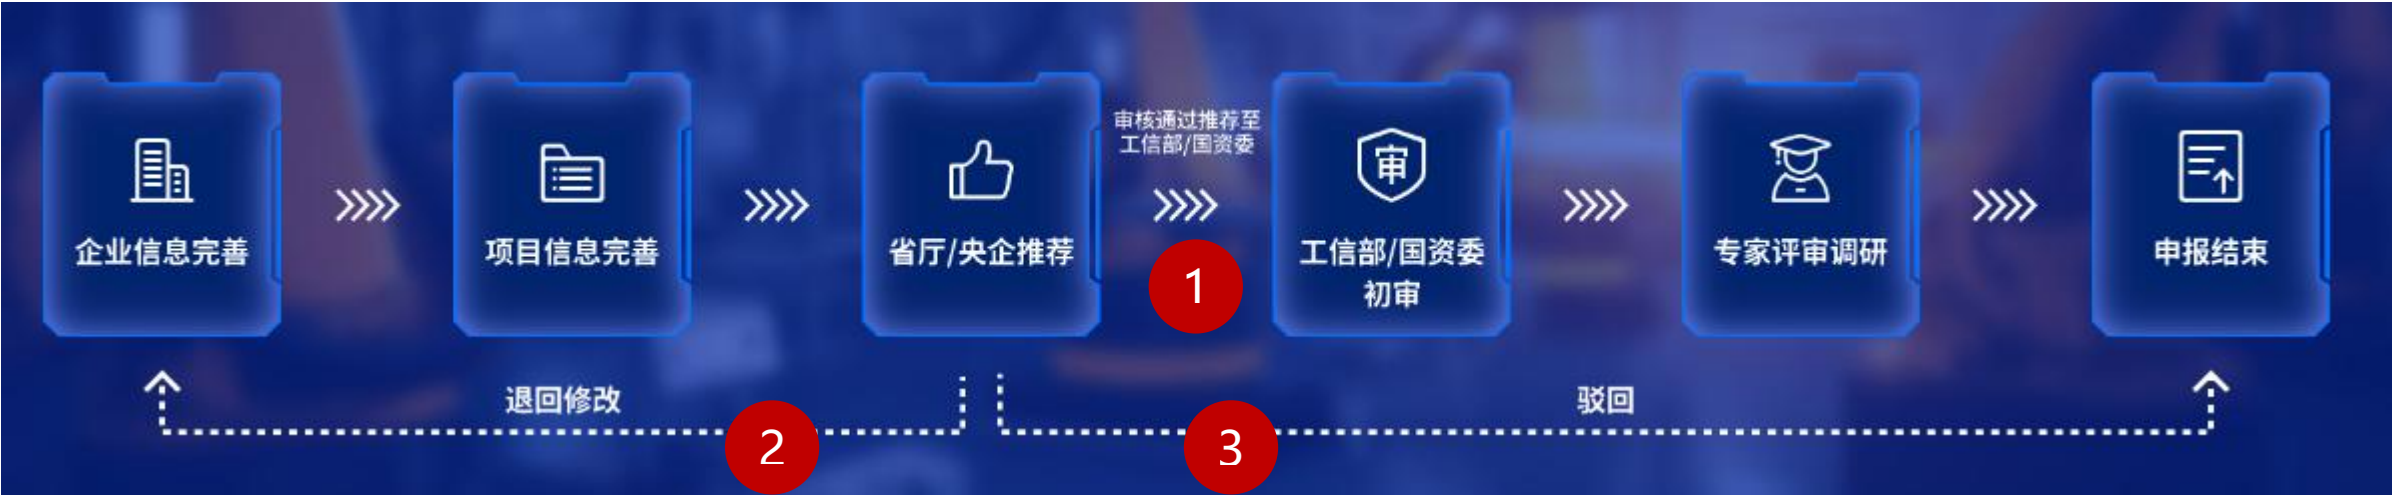 审核通过推荐至
工信部/国资委
审
企业信息完善
项目信息完善
省厅/央企推荐
工信部/国资委
初审
专家评审调研
申报结束
1
退回修改
驳回
2
3